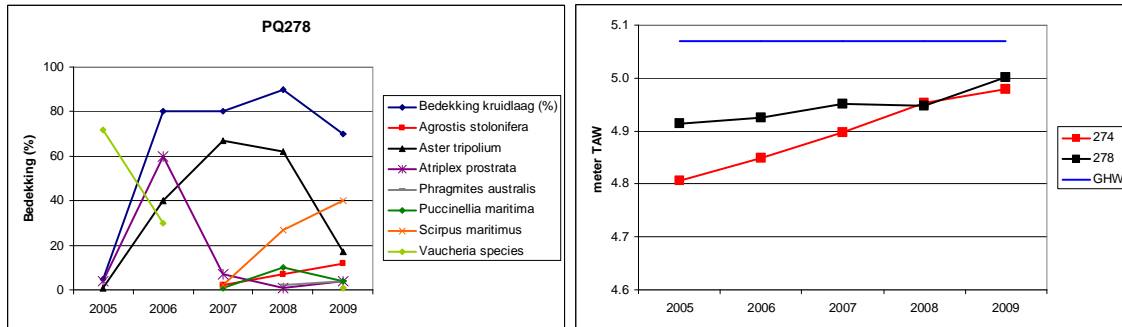 PQ278
Bedekking (%)
100
80
60
40
20
0
2005 2006 2007 2008 2009
Bedekking kruidlaag (%)
Agrostis stolonifera
Aster tripolium
Atriplex prostrata
Phragmites australis
Puccinellia maritima
Scirpus maritimus
Vaucheria species
meter TAW
5.1
5.0
4.9
4.8
4.7
4.6
2005 2006 2007 2008 2009
274
278
GHW